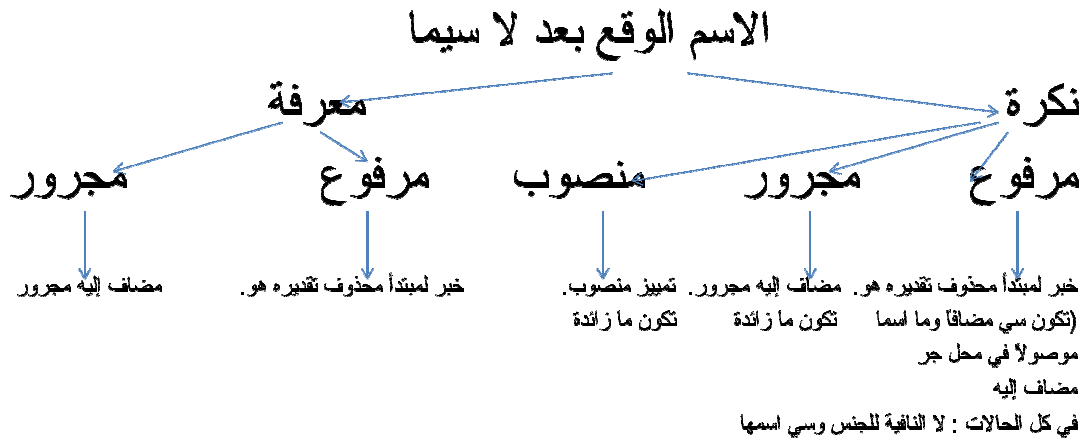 الاسم الوقع بعد لا سيما
نكرة
معرفة
مرفوع
مجرور
منصوب
مرفوع
مجرور
خبر لمبتدأ محذوف تقديره هو.
(تكون سي مضافاً وما اسما
موصولاً في محل جر
مضاف إليه
مضاف إليه مجرور.
تكون ما زائدة
تمييز منصوب.
تكون ما زائدة
خبر لمبتدأ محذوف تقديره هو.
مضاف إليه مجرور
في كل الحالات : لا النافية للجنس وسي اسمها